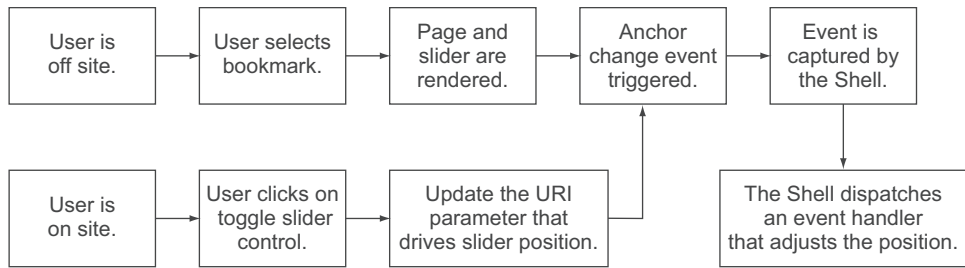 User is
off site.
User selects
bookmark.
Page and
slider are
rendered.
Anchor
change event
triggered.
Event is
captured by
the Shell.
User is
on site.
User clicks on
toggle slider
control.
Update the URI
parameter that
drives slider position.
The Shell dispatches
an event handler
that adjusts the position.